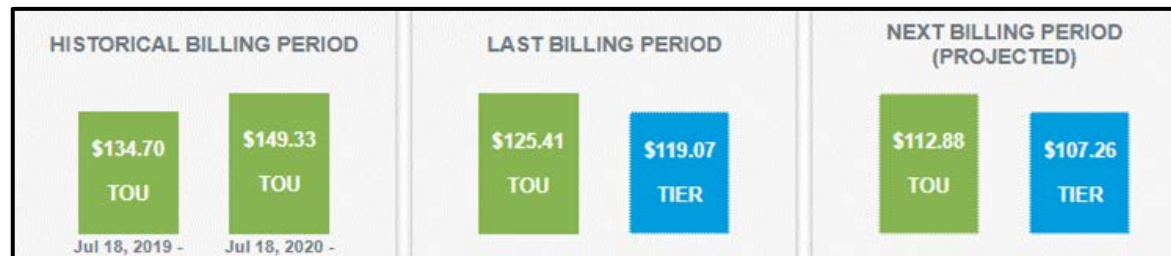 HISTORICAL BILLING PERIOD
$134.70
TOU
Jul 18, 2019 -
$149.33
TOU
Jul 18, 2020 -
LAST BILLING PERIOD
$125.41
TOU
$119.07
TIER
NEXT BILLING PERIOD
(PROJECTED)
$112.88
TOU
$107.26
TIER